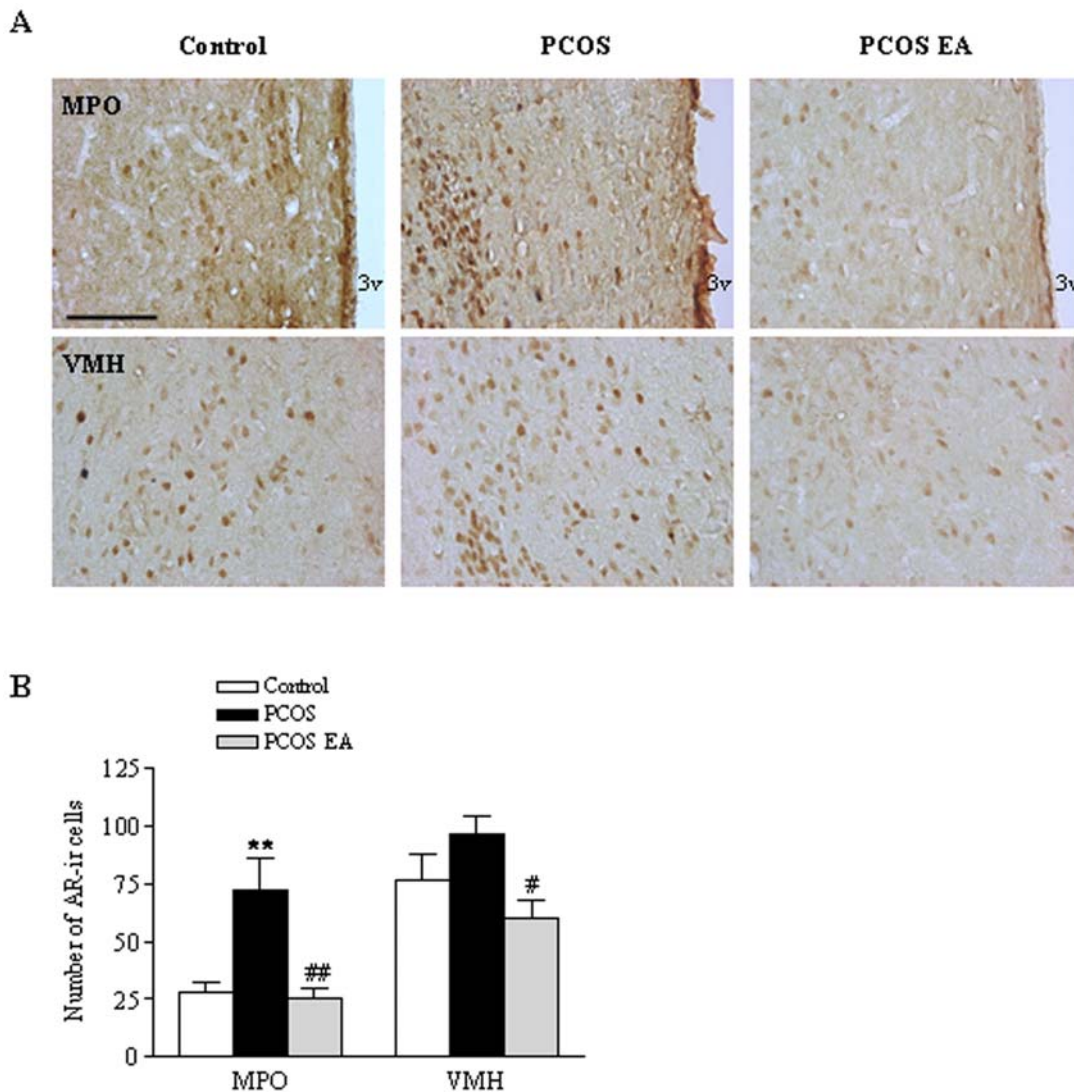 A
Control PCOS PCOS EA
MPO
3v 3v 3v
VMH
B
Control
PCOS
PCOS EA
Number of AR-ir cells
125
100
75
50
25
0
**
##
#
MPO VMH